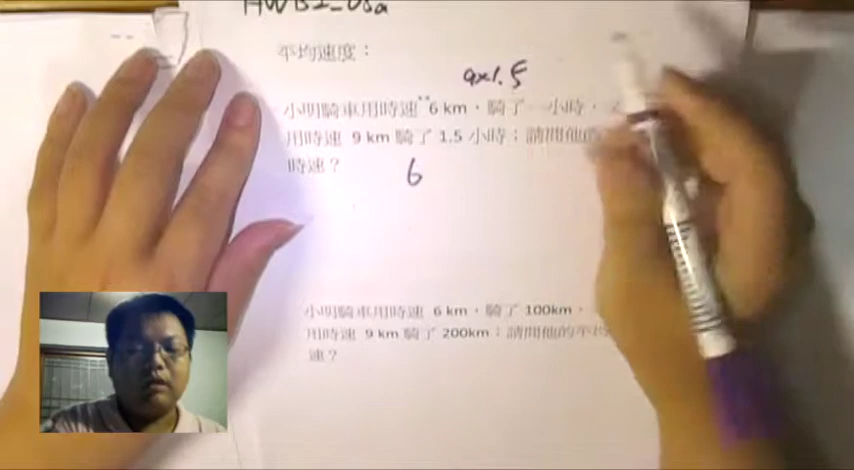 HWB2_08a
平均速度：
9x1.5
小明騎車用時速 6 km，騎了一小時，
用時速 9 km 騎了 1.5 小時；請問他的
時速？
6
小明騎車用時速 6 km，騎了 100km，
用時速 9 km 騎了 200km；請問他的平均
速？